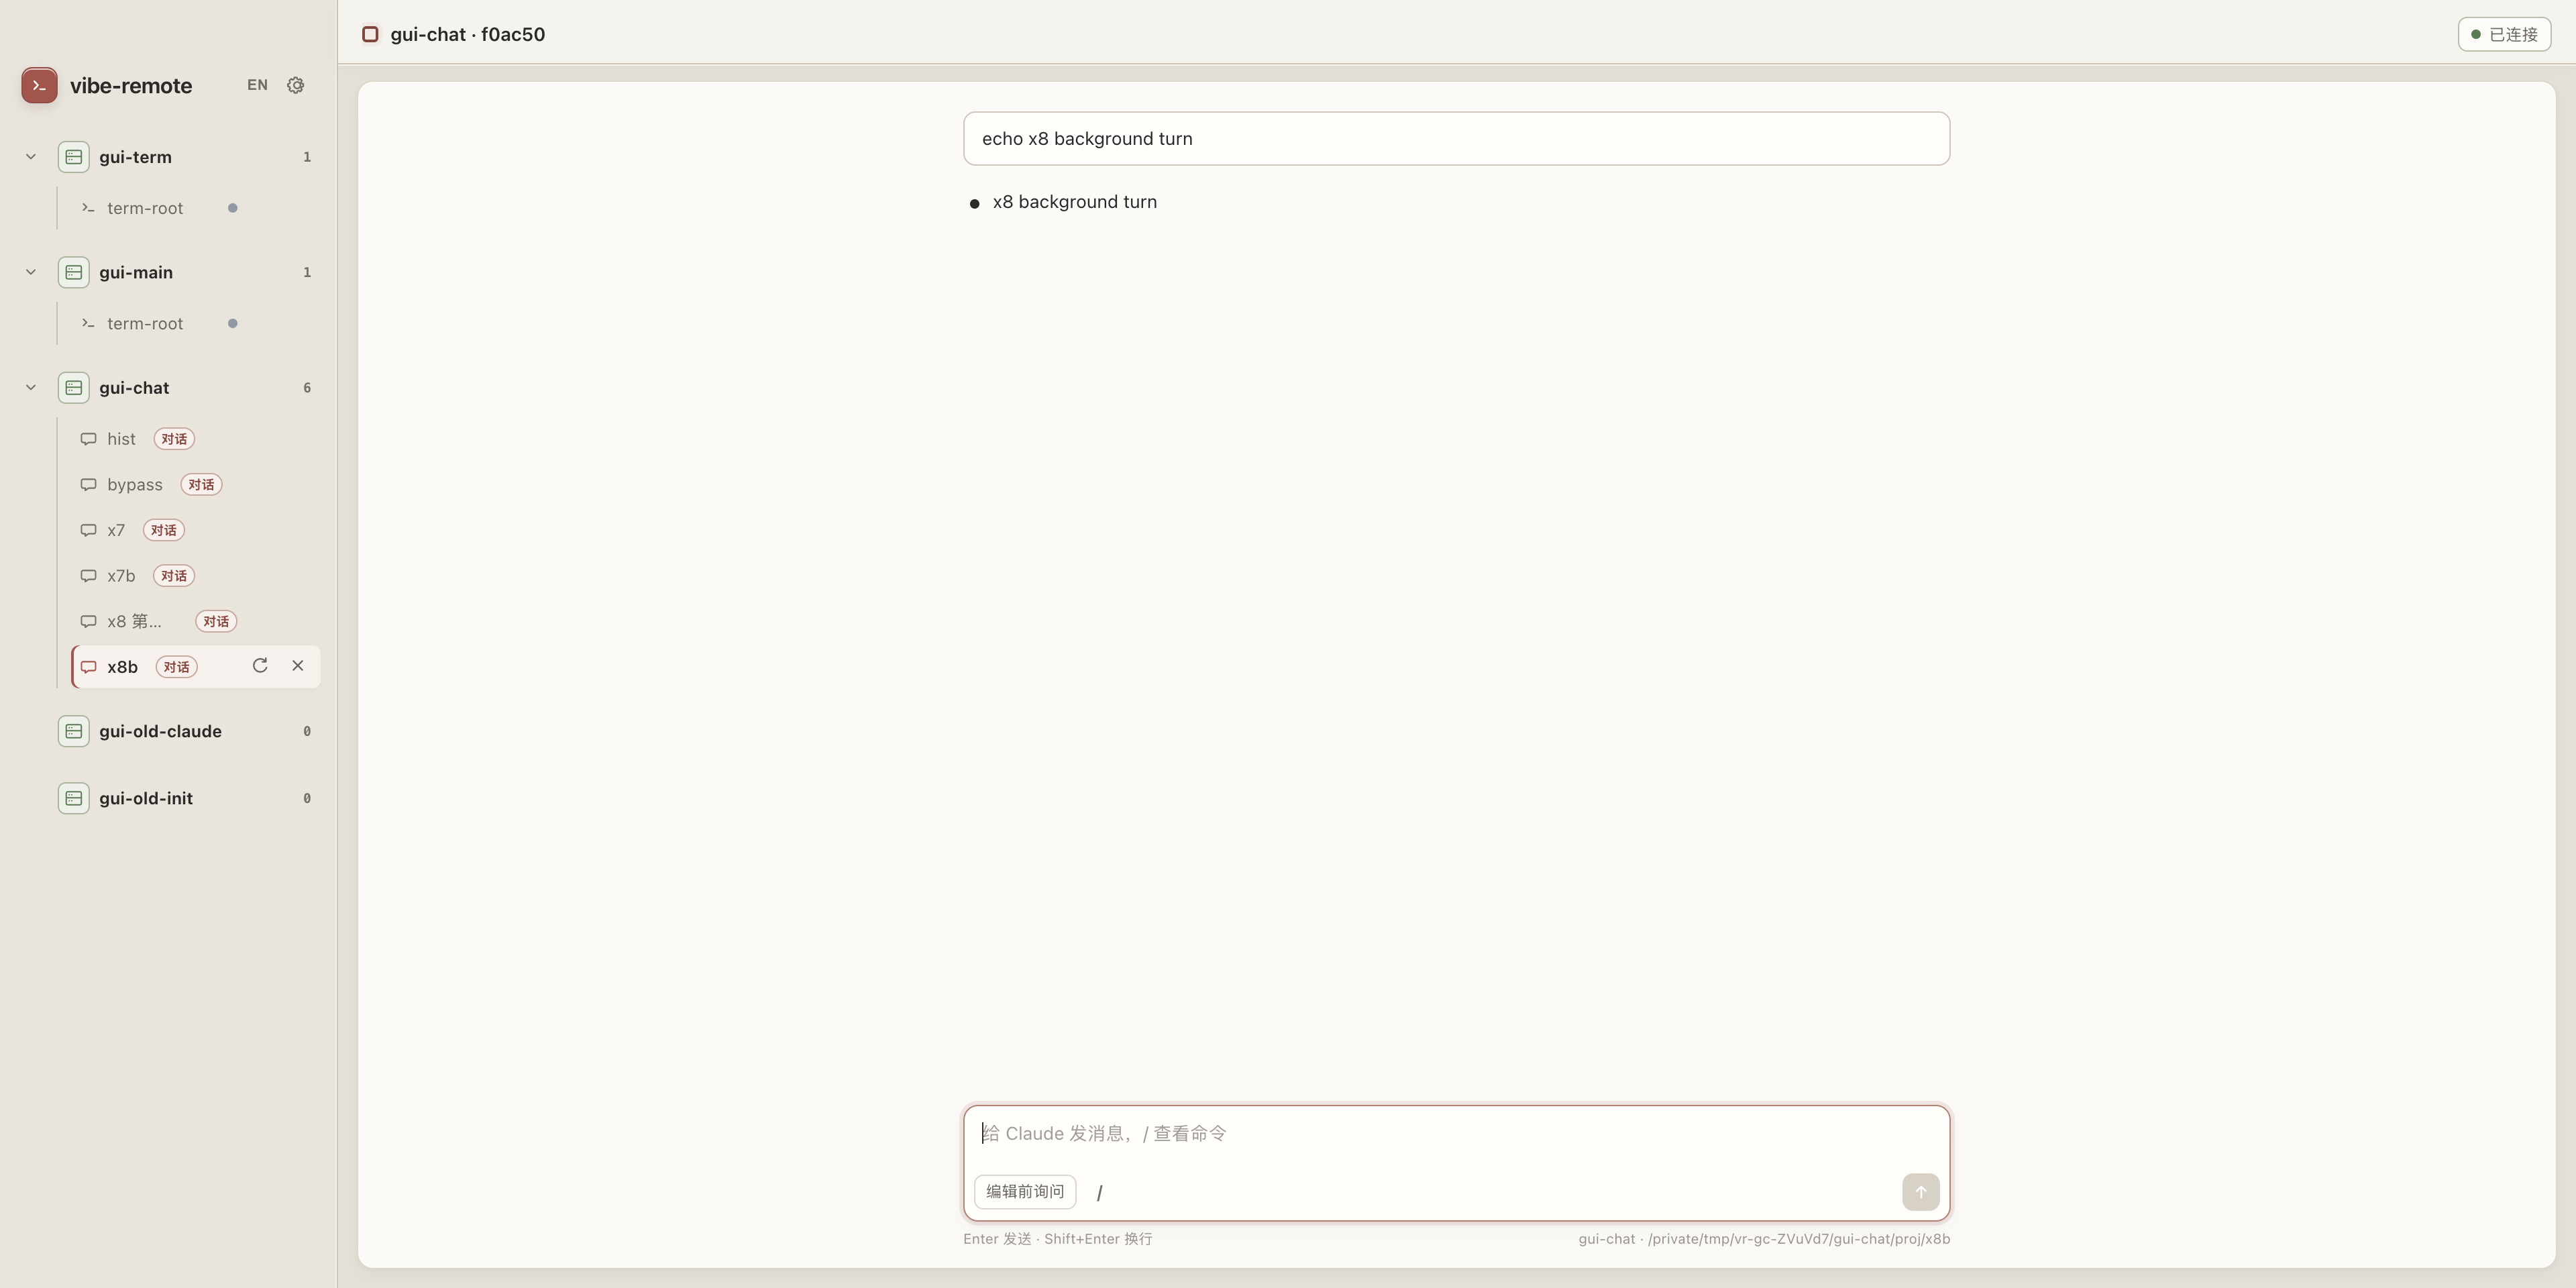 vibe-remote EN
gui-term 1
term-root
gui-main 1
term-root
gui-chat 6
hist 对话
bypass 对话
x7 对话
x7b 对话
x8 第... 对话
x8b 对话
gui-old-claude 0
gui-old-init 0
gui-chat · f0ac50
已连接
echo x8 background turn
x8 background turn
给 Claude 发消息，/ 查看命令
编辑前询问 /
Enter 发送 · Shift+Enter 换行
gui-chat · /private/tmp/vr-gc-ZVuVd7/gui-chat/proj/x8b